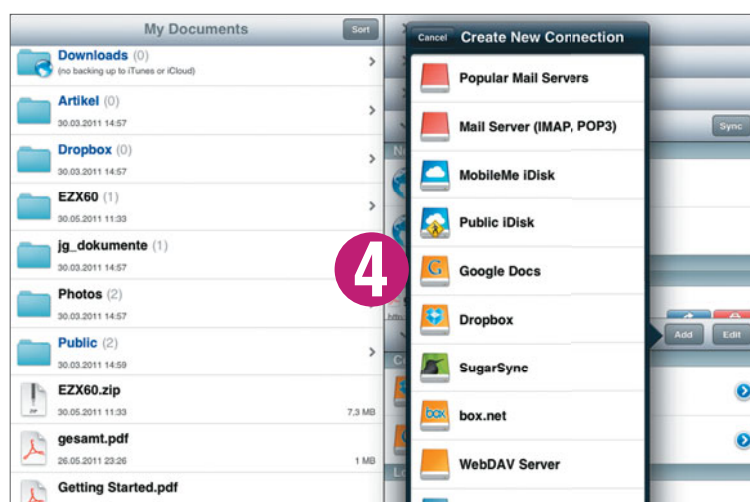 My Documents
Sort
Downloads (0)
(no backing up to iTunes or iCloud)
Artikel (0)
30.03.2011 14:57
Dropbox (0)
30.03.2011 14:57
EZX60 (1)
30.05.2011 11:33
jg_dokumente (1)
30.03.2011 14:57
Photos (2)
30.03.2011 14:57
Public (2)
30.03.2011 14:59
EZX60.zip
ZIP
30.05.2011 11:33
7,3 MB
gesamt.pdf
26.05.2011 23:26
1 MB
Getting Started.pdf
4
Cancel
Create New Connection
Popular Mail Servers
Mail Server (IMAP, POP3)
MobileMe iDisk
Public iDisk
Google Docs
Dropbox
SugarSync
box
box.net
WebDAV Server
Sync
Add
Edit